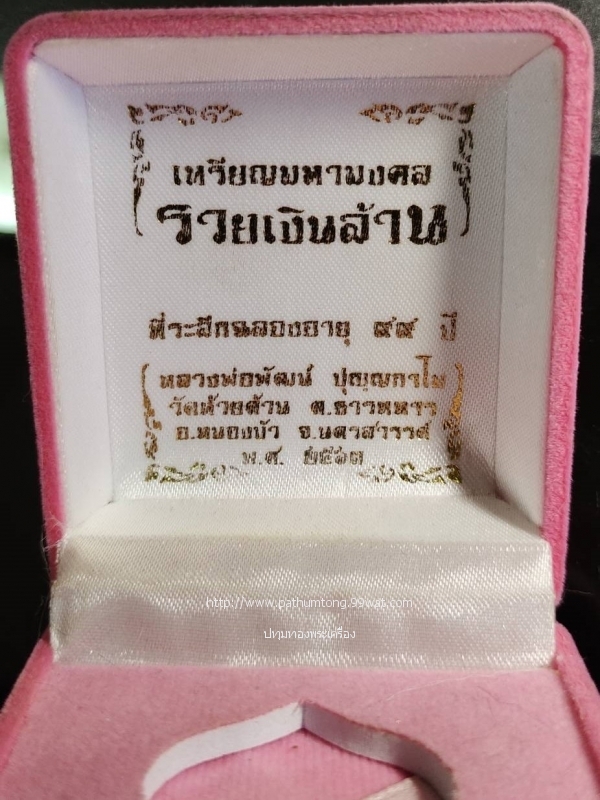 เหรียญมหามงคล
รวยเงินล้าน
ที่ระลึกฉลองอายุ ๙๙ ปี
หลวงพ่อพัฒน์ ปุญญกาโม
วัดห้วยด้วน ต.ธารทหาร
อ.หนองบัว จ.นครสวรรค์
พ.ศ. ๒๕๖๓
http://www.pathumtong.99wat.com
ปทุมทองพระเครื่อง